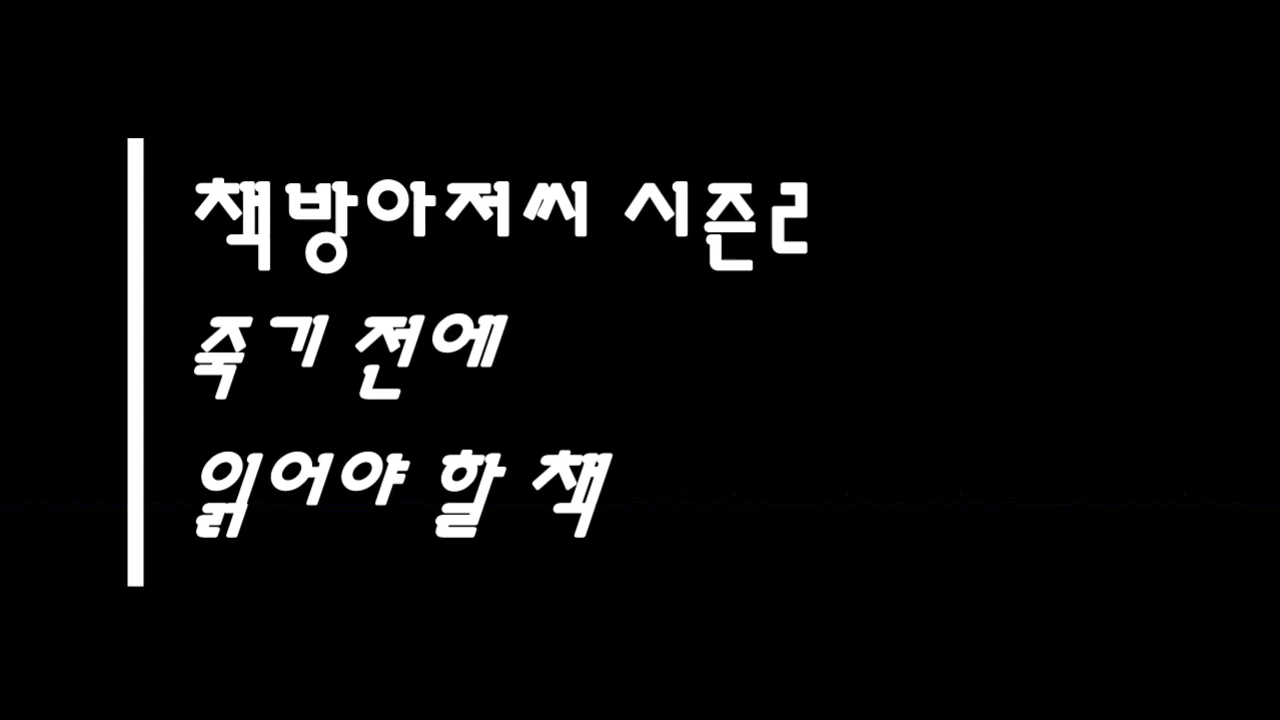 책방아저씨 시즌2
죽기 전에
읽어야 할 책